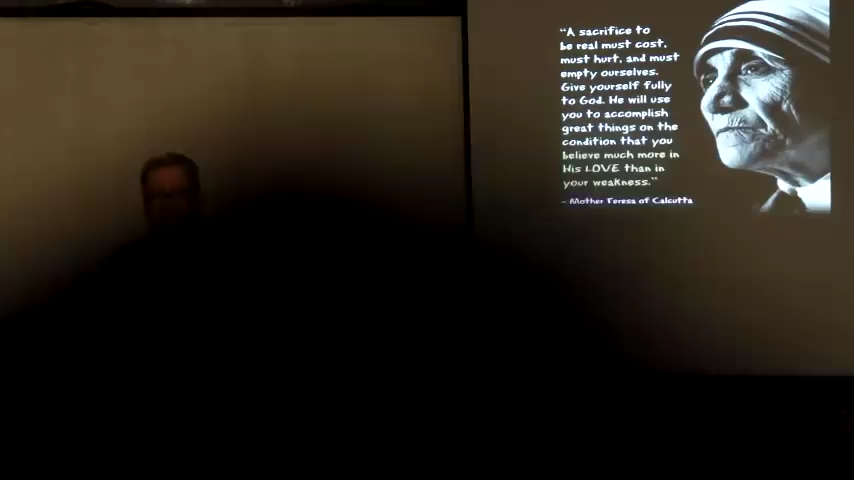 "A sacrifice to
be real must cost,
must hurt, and must
empty ourselves.
Give yourself fully
to God. He will use
you to accomplish
great things on the
condition that you
believe much more in
His LOVE than in
your weakness."
- Mother Teresa of Calcutta